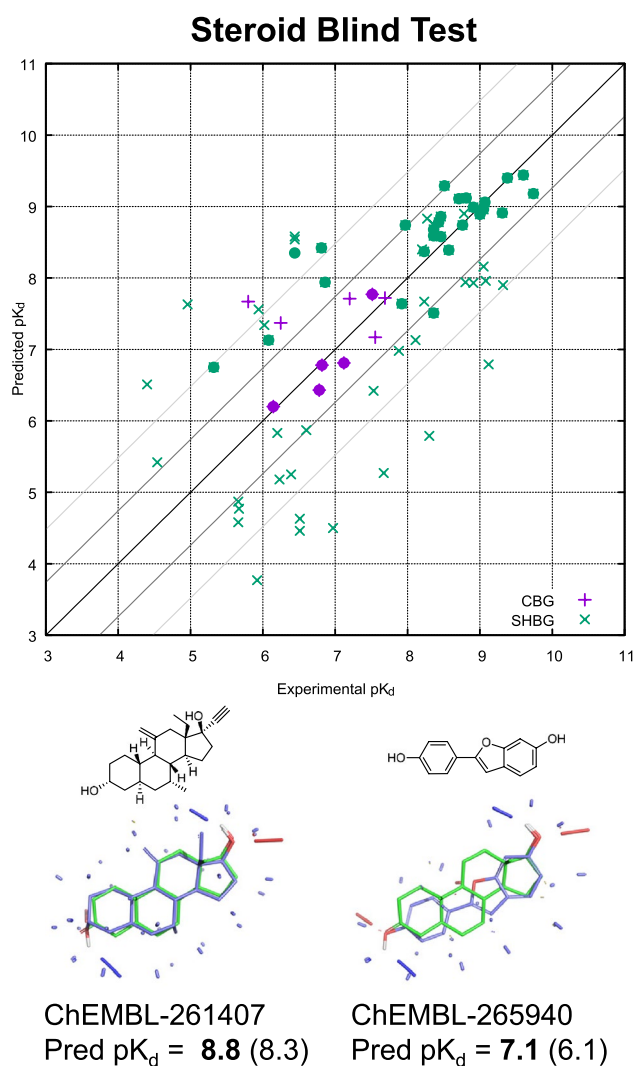 Steroid Blind Test
11
10
9
8
7
6
5
4
3
Predicted pKd
CBG
SHBG
3 4 5 6 7 8 9 10 11
Experimental pKd
HO
H
H
H
H
H
HO
HO
O
OH
ChEMBL-261407
Pred pKd = 8.8 (8.3)
ChEMBL-265940
Pred pKd = 7.1 (6.1)